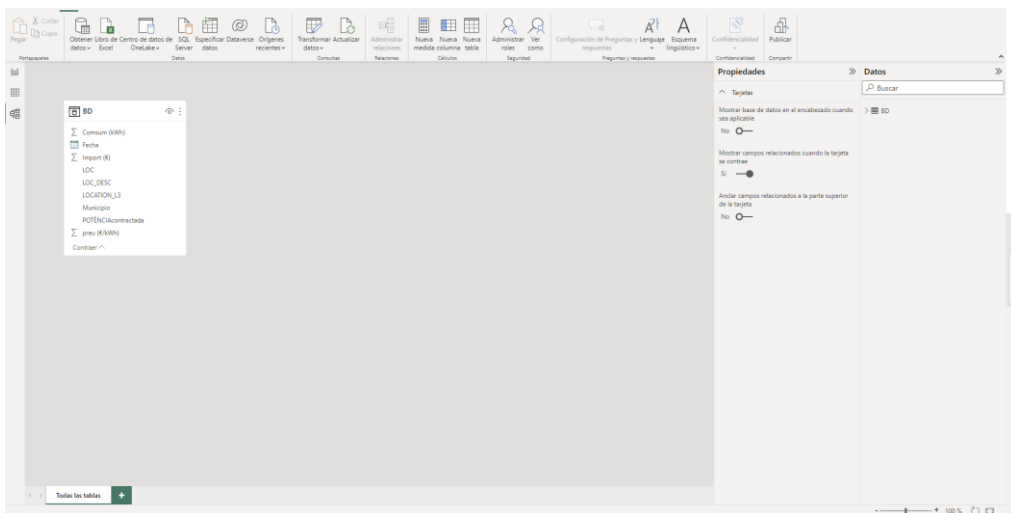 Pegar
Cortar
Copiar
Portapapeles
Obtener datos
Libro de Excel
Centro de datos de OneLake
SQL Server
Especificar datos
Dataverse
Orígenes recientes
Datos
Transformar datos
Actualizar
Consultas
Administrar relaciones
Relaciones
Nueva medida
Nueva columna
Nueva tabla
Cálculos
Administrar roles
Ver como
Seguridad
Configuración de Preguntas y respuestas
Lenguaje
Esquema lingüístico
Preguntas y respuestas
Confidencialidad
Confidencialidad
Publicar
Compartir
BD
Comsum (kWh)
Fecha
Import (€)
LOC
LOC_DESC
LOCATION_L3
Municipio
POTÈNCIAcontractada
preu (€/kWh)
Contraer
Propiedades
Tarjetas
Mostrar base de datos en el encabezado cuando
sea aplicable
No
Mostrar campos relacionados cuando la tarjeta
se contrae
Sí
Anclar campos relacionados a la parte superior
de la tarjeta
No
Datos
Buscar
BD
Todas las tablas
100 %